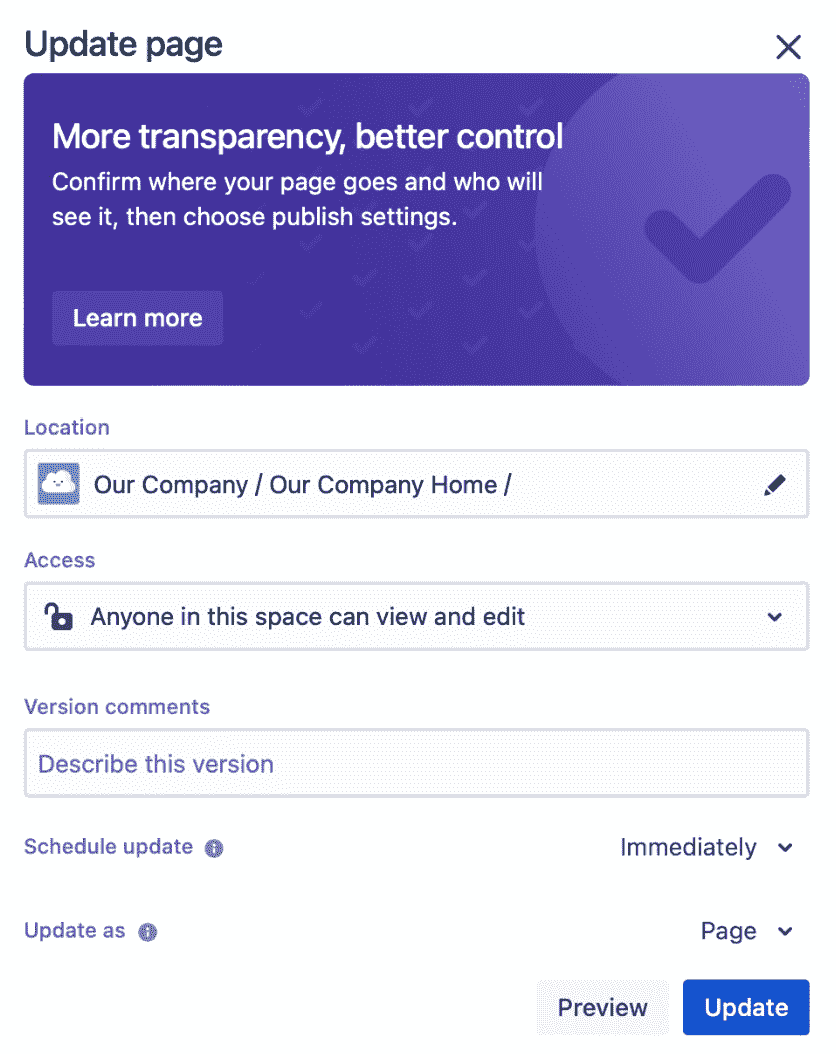 Update page
More transparency, better control
Confirm where your page goes and who will
see it, then choose publish settings.
Learn more
Location
Our Company / Our Company Home /
Access
Anyone in this space can view and edit
Version comments
Describe this version
Schedule update Immediately
Update as Page
Preview Update